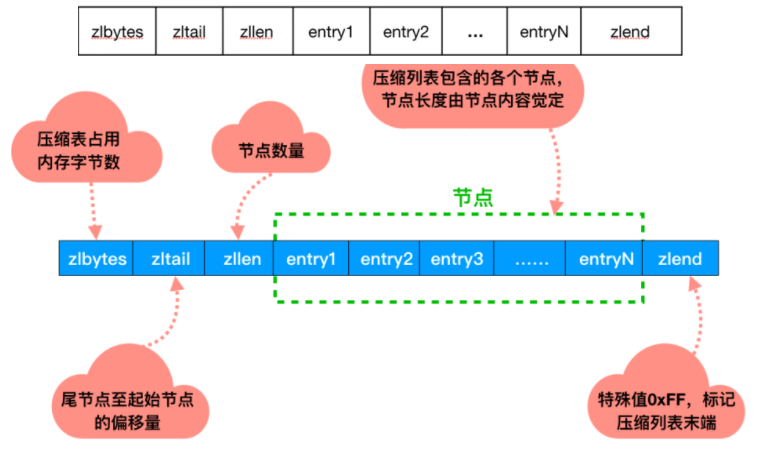 zlbytes zltail zllen entry1 entry2 ... entryN zlend
压缩列表包含的各个节点，
节点长度由节点内容觉定
压缩表占用
内存字节数
节点数量
节点
zlbytes zltail zllen entry1 entry2 entry3 …… entryN zlend
尾节点至起始节点
的偏移量
特殊值0xFF，标记
压缩列表末端